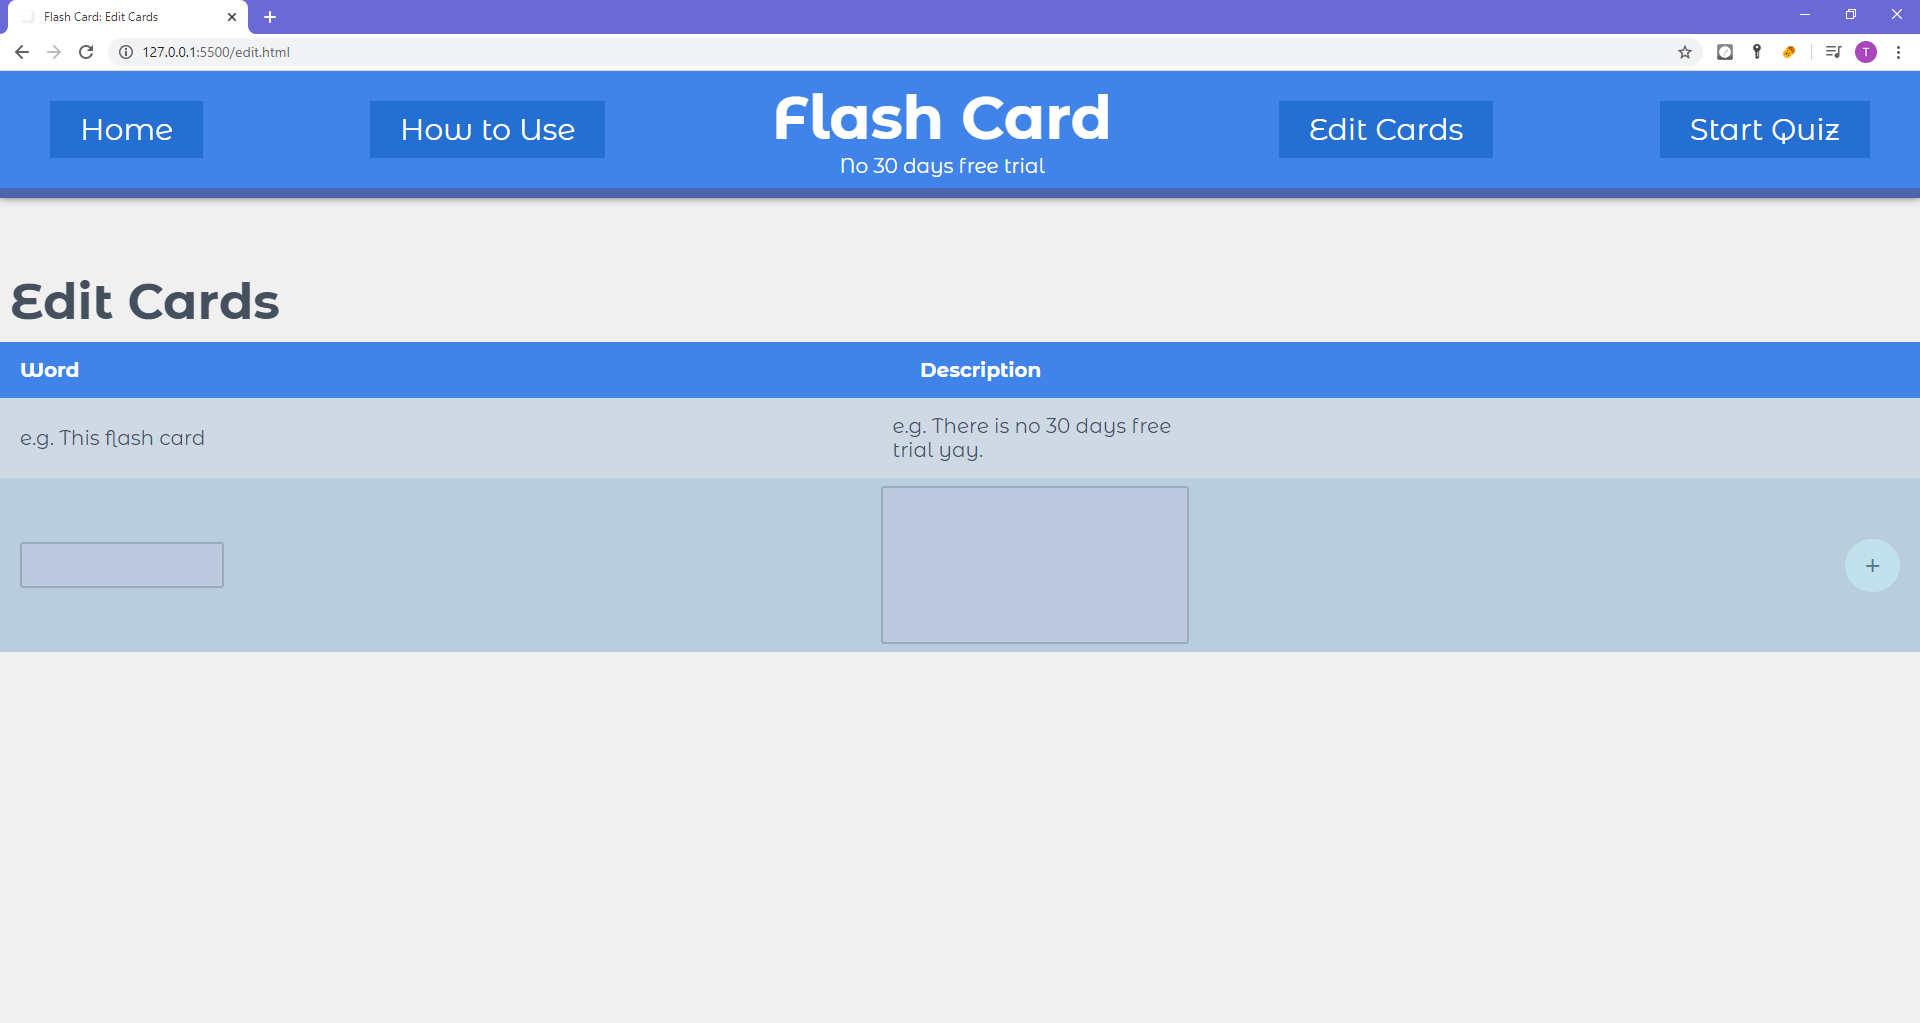 Flash Card: Edit Cards
127.0.0.1:5500/edit.html
T
Home
How to Use
Flash Card
No 30 days free trial
Edit Cards
Start Quiz
Edit Cards
Word
Description
e.g. This flash card
e.g. There is no 30 days free
trial yay.
+